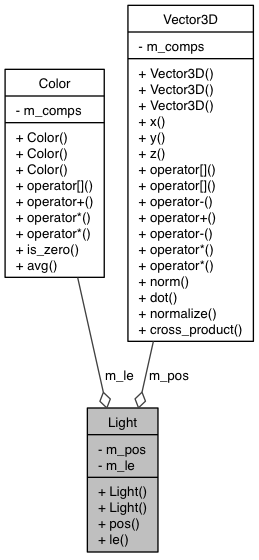 Color
- m_comps
+ Color()
+ Color()
+ Color()
+ operator[]()
+ operator+()
+ operator*()
+ operator*()
+ is_zero()
+ avg()
Vector3D
- m_comps
+ Vector3D()
+ Vector3D()
+ Vector3D()
+ x()
+ y()
+ z()
+ operator[]()
+ operator[]()
+ operator-()
+ operator+()
+ operator-()
+ operator*()
+ operator*()
+ norm()
+ dot()
+ normalize()
+ cross_product()
m_le
m_pos
Light
- m_pos
- m_le
+ Light()
+ Light()
+ pos()
+ le()